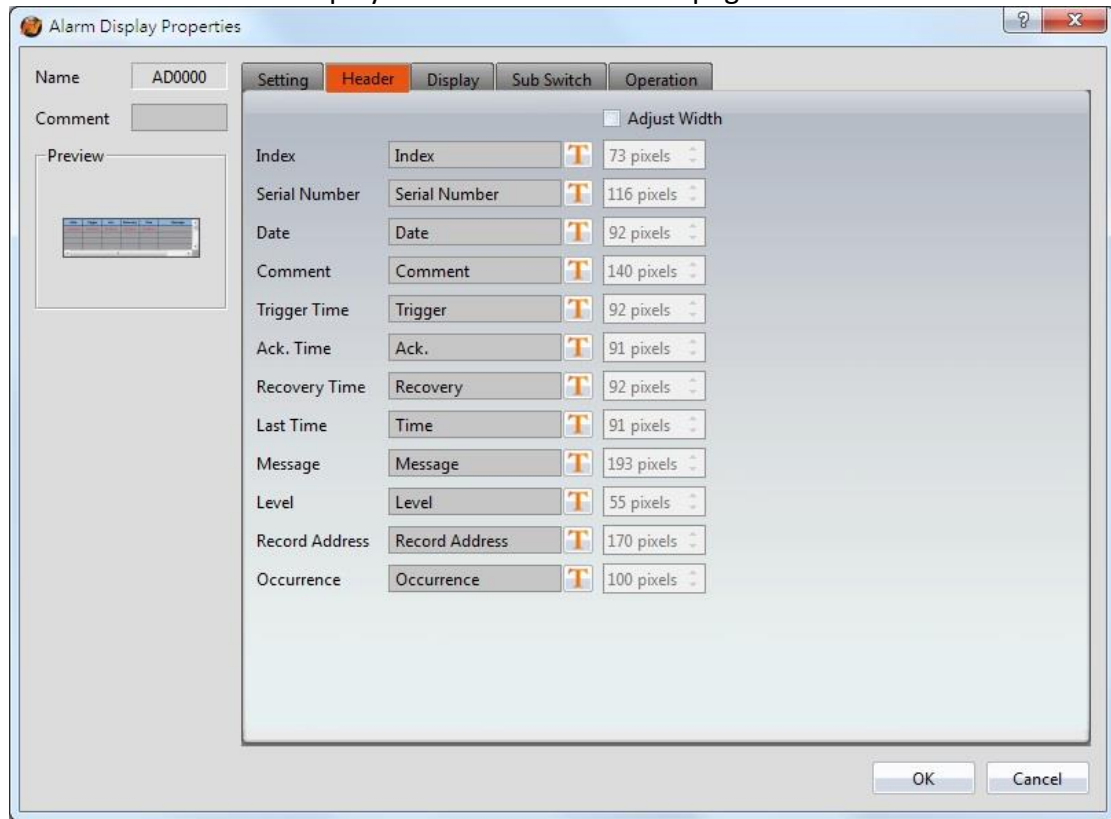 Alarm Display Properties
Name AD0000
Comment
Preview
Setting Header Display Sub Switch Operation
Adjust Width
Index Index T 73 pixels
Serial Number Serial Number T 116 pixels
Date Date T 92 pixels
Comment Comment T 140 pixels
Trigger Time Trigger T 92 pixels
Ack. Time Ack. T 91 pixels
Recovery Time Recovery T 92 pixels
Last Time Time T 91 pixels
Message Message T 193 pixels
Level Level T 55 pixels
Record Address Record Address T 170 pixels
Occurrence Occurrence T 100 pixels
OK Cancel